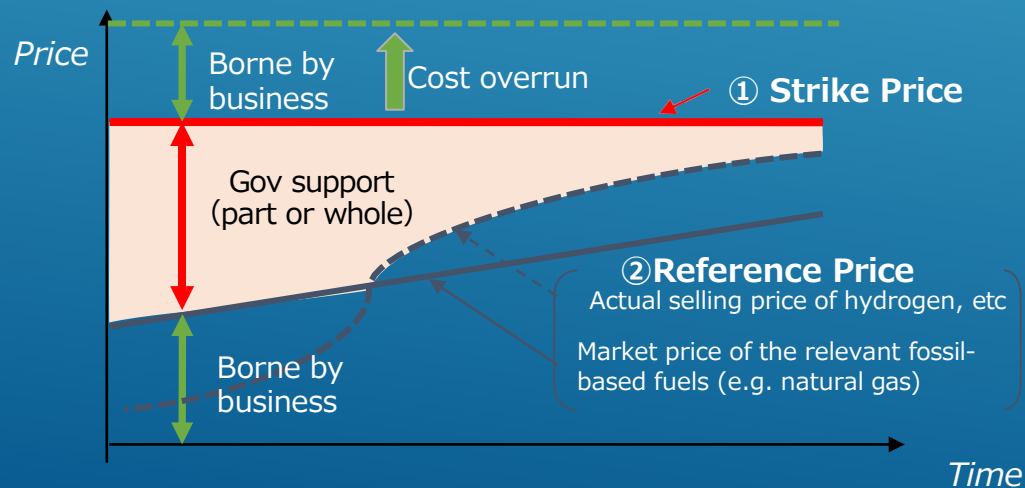 Price
Borne by
business
Cost overrun
① Strike Price
Gov support
(part or whole)
②Reference Price
Actual selling price of hydrogen, etc
Market price of the relevant fossil-
based fuels (e.g. natural gas)
Borne by
business
Time